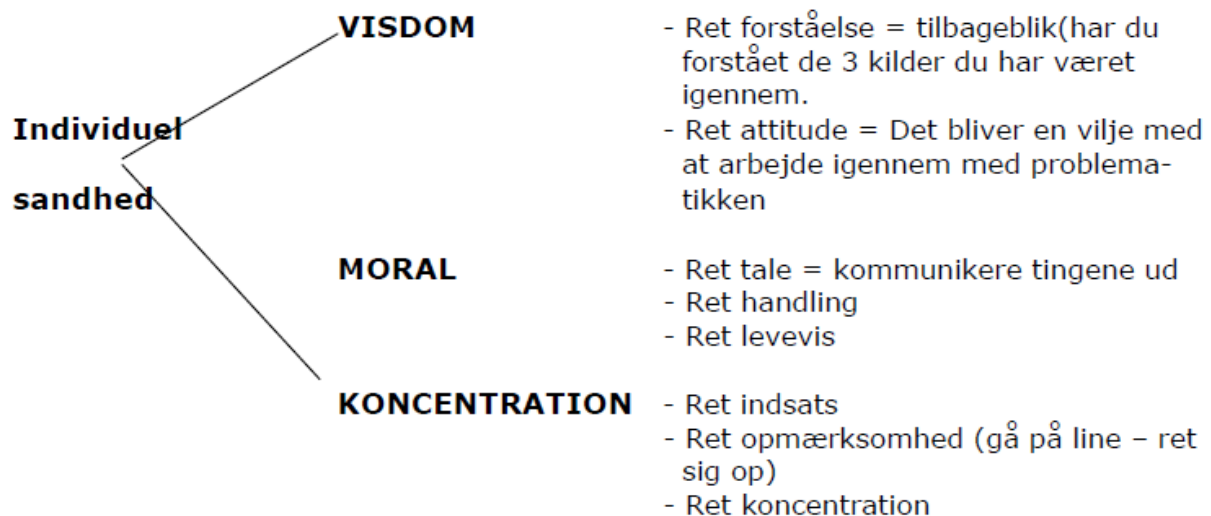 VISDOM - Ret forståelse = tilbageblik(har du
forstået de 3 kilder du har været
igennem.
Individuel - Ret attitude = Det bliver en vilje med
at arbejde igennem med problema-
sandhed tikken
MORAL - Ret tale = kommunikere tingene ud
- Ret handling
- Ret levevis
KONCENTRATION - Ret indsats
- Ret opmærksomhed (gå på line – ret
sig op)
- Ret koncentration